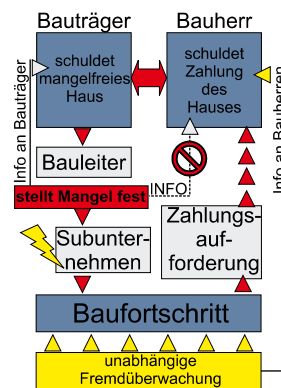 Bauträger
Bauherr
schuldet
mangelfreies
Haus
schuldet
Zahlung
des
Hauses
Info an Bauträger
Info an Bauherren
Bauleiter
stellt Mangel fest
INFO
Subunter-
nehmen
Zahlungs-
auf-
forderung
Baufortschritt
unabhängige
Fremdüberwachung